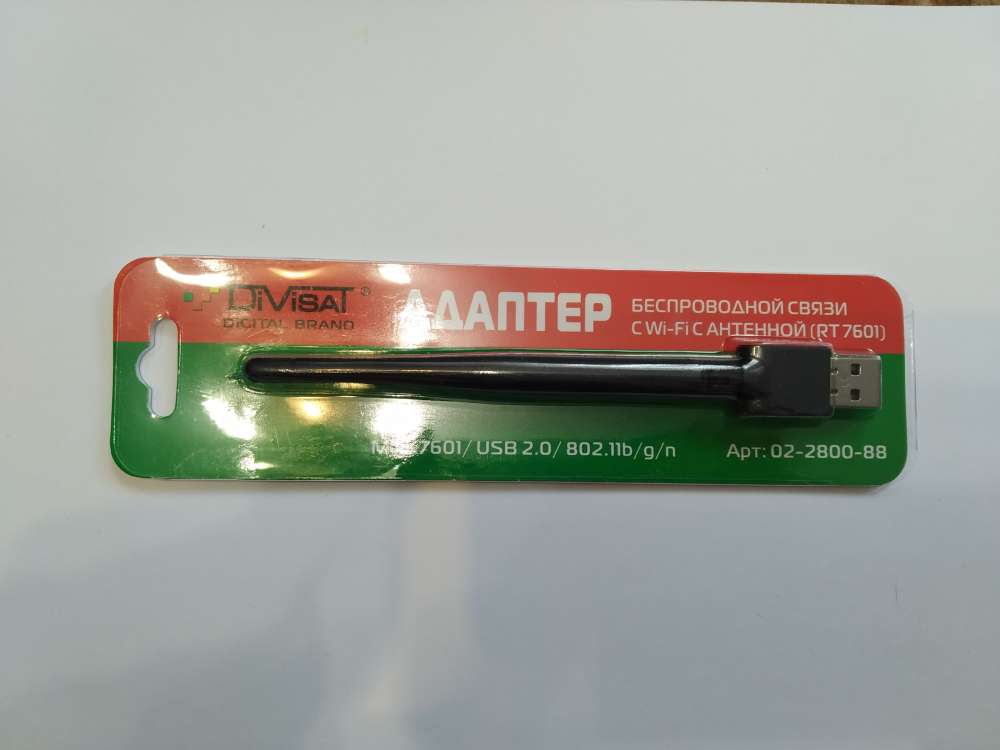 DiViSAT®
DIGITAL BRAND
АДАПТЕР
БЕСПРОВОДНОЙ СВЯЗИ
С Wi-Fi С АНТЕННОЙ (RT 7601)
7601/ USB 2.0/ 802.11b/g/n
Арт: 02-2800-88